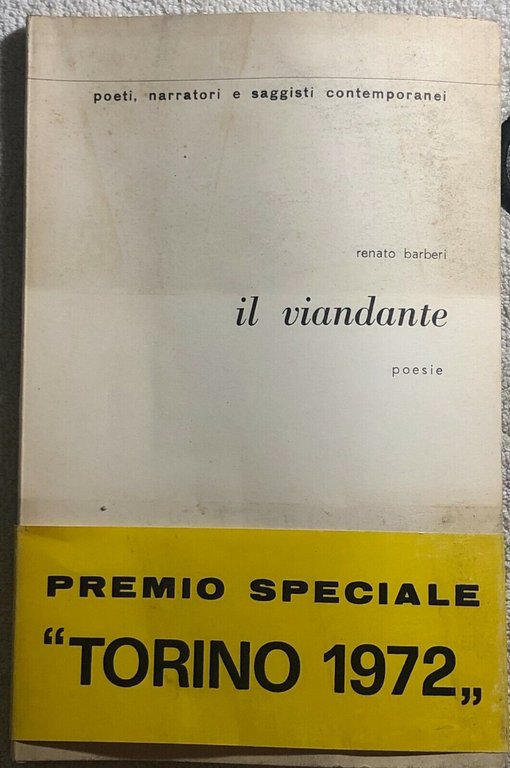 poeti, narratori e saggisti contemporanei
renato barberi
il viandante
poesie
PREMIO SPECIALE
“TORINO 1972„